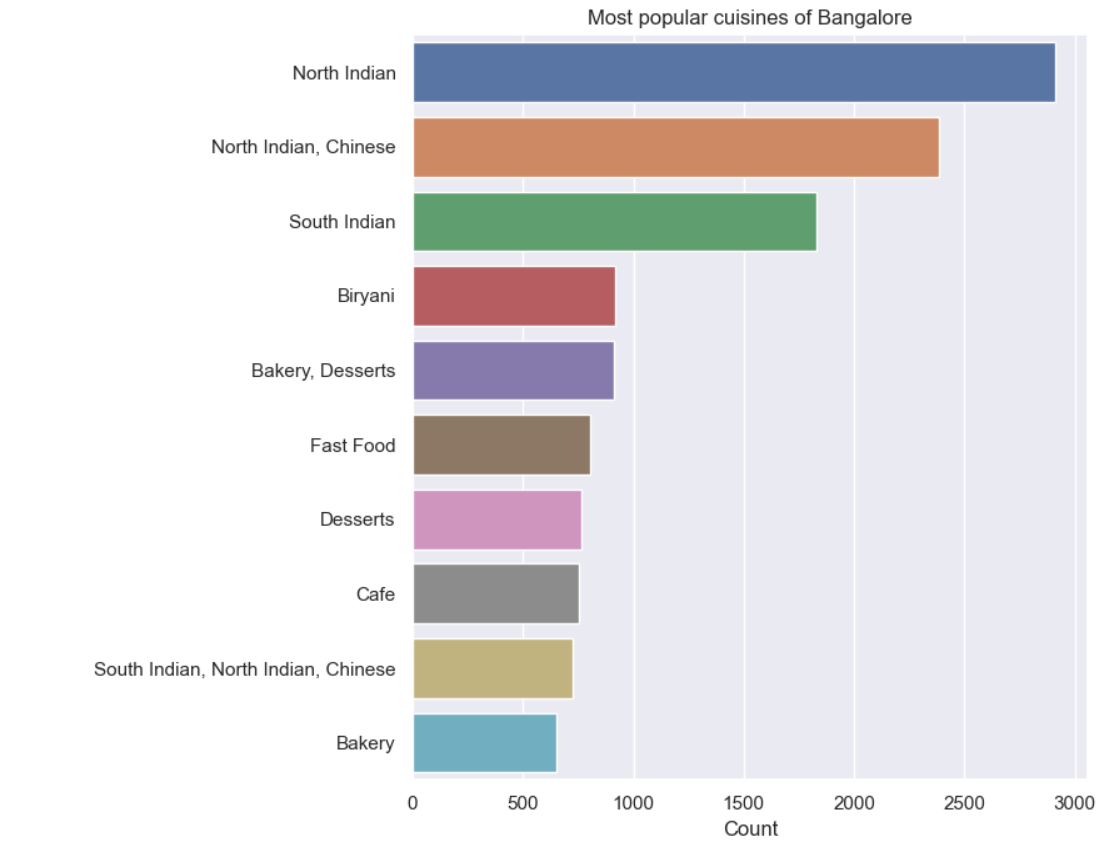 Most popular cuisines of Bangalore
North Indian
North Indian, Chinese
South Indian
Biryani
Bakery, Desserts
Fast Food
Desserts
Cafe
South Indian, North Indian, Chinese
Bakery
0 500 1000 1500 2000 2500 3000
Count